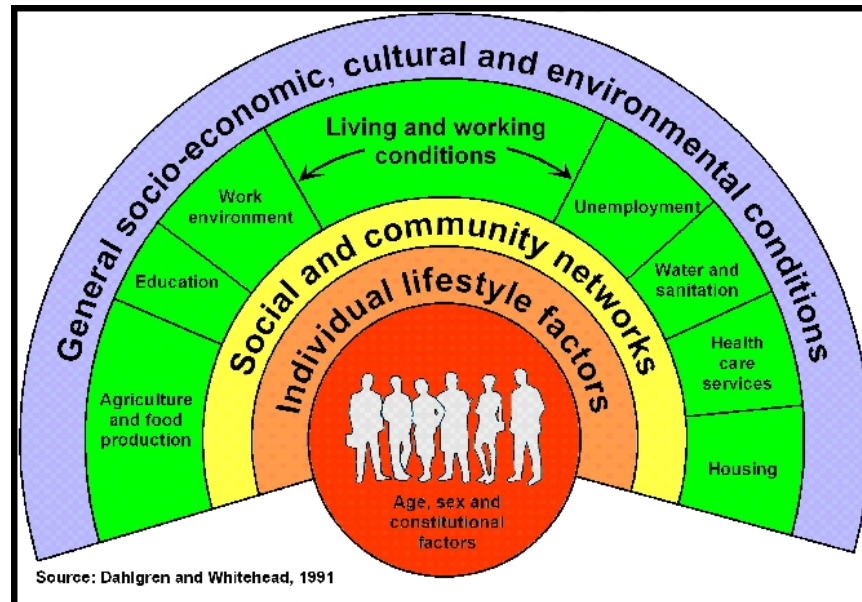 General socio-economic, cultural and environmental conditions
Living and working
conditions
Work
environment
Unemployment
Education
Water and
sanitation
Agriculture
and food
production
Health
care
services
Housing
Social and community networks
Individual lifestyle factors
Age, sex and
constitutional
factors
Source: Dahlgren and Whitehead, 1991